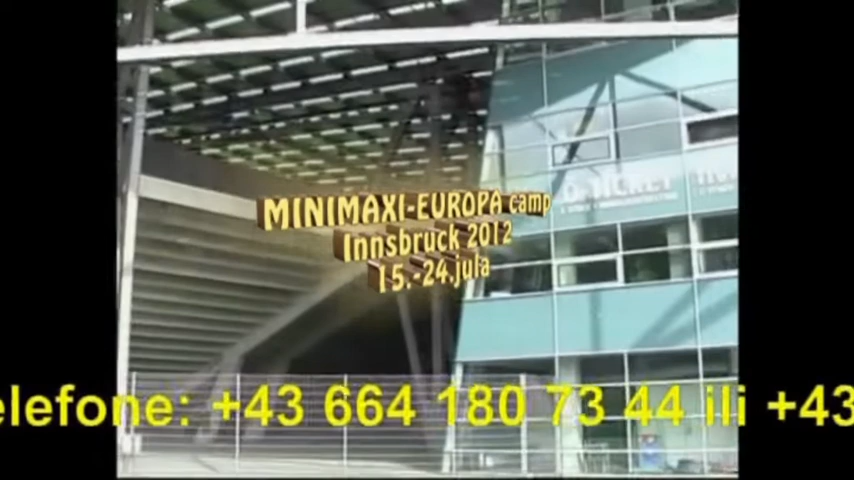 MINIMAXI-EUROPA camp
Innsbruck 2012
15.-24.jula
elefone: +43 664 180 73 44 ili +43